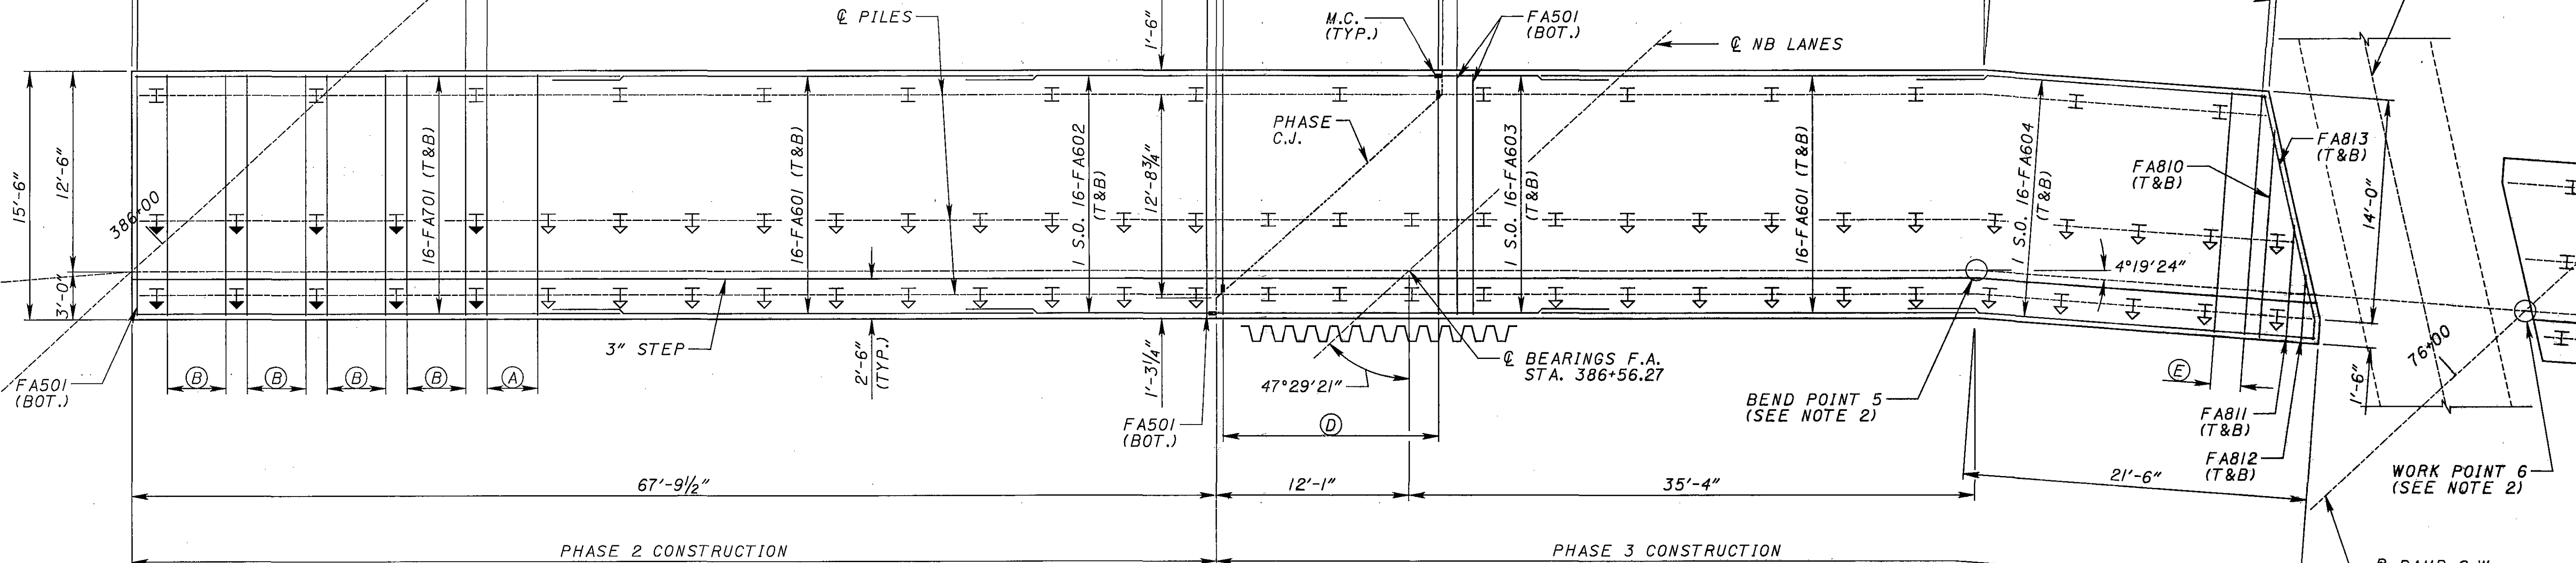 ℄ PILES
1'-6"
M.C.
(TYP.)
FA501
(BOT.)
℄ NB LANES
15'-6"
12'-6"
3'-0"
386+00
16-FA701 (T&B)
16-FA601 (T&B)
1 S.O. 16-FA602
(T&B)
12'-8¾"
PHASE
C.J.
1 S.O. 16-FA603
(T&B)
16-FA601 (T&B)
1 S.O. 16-FA604
(T&B)
FA810
(T&B)
FA813
(T&B)
14'-0"
4°19'24"
3" STEP
2'-6"
(TYP.)
1'-3¼"
47°29'21"
℄ BEARINGS F.A.
STA. 386+56.27
BEND POINT 5
(SEE NOTE 2)
FA501
(BOT.)
B
B
B
B
A
FA501
(BOT.)
D
E
1'-6"
76+00
FA811
(T&B)
FA812
(T&B)
WORK POINT 6
(SEE NOTE 2)
67'-9½"
12'-1"
35'-4"
21'-6"
PHASE 2 CONSTRUCTION
PHASE 3 CONSTRUCTION